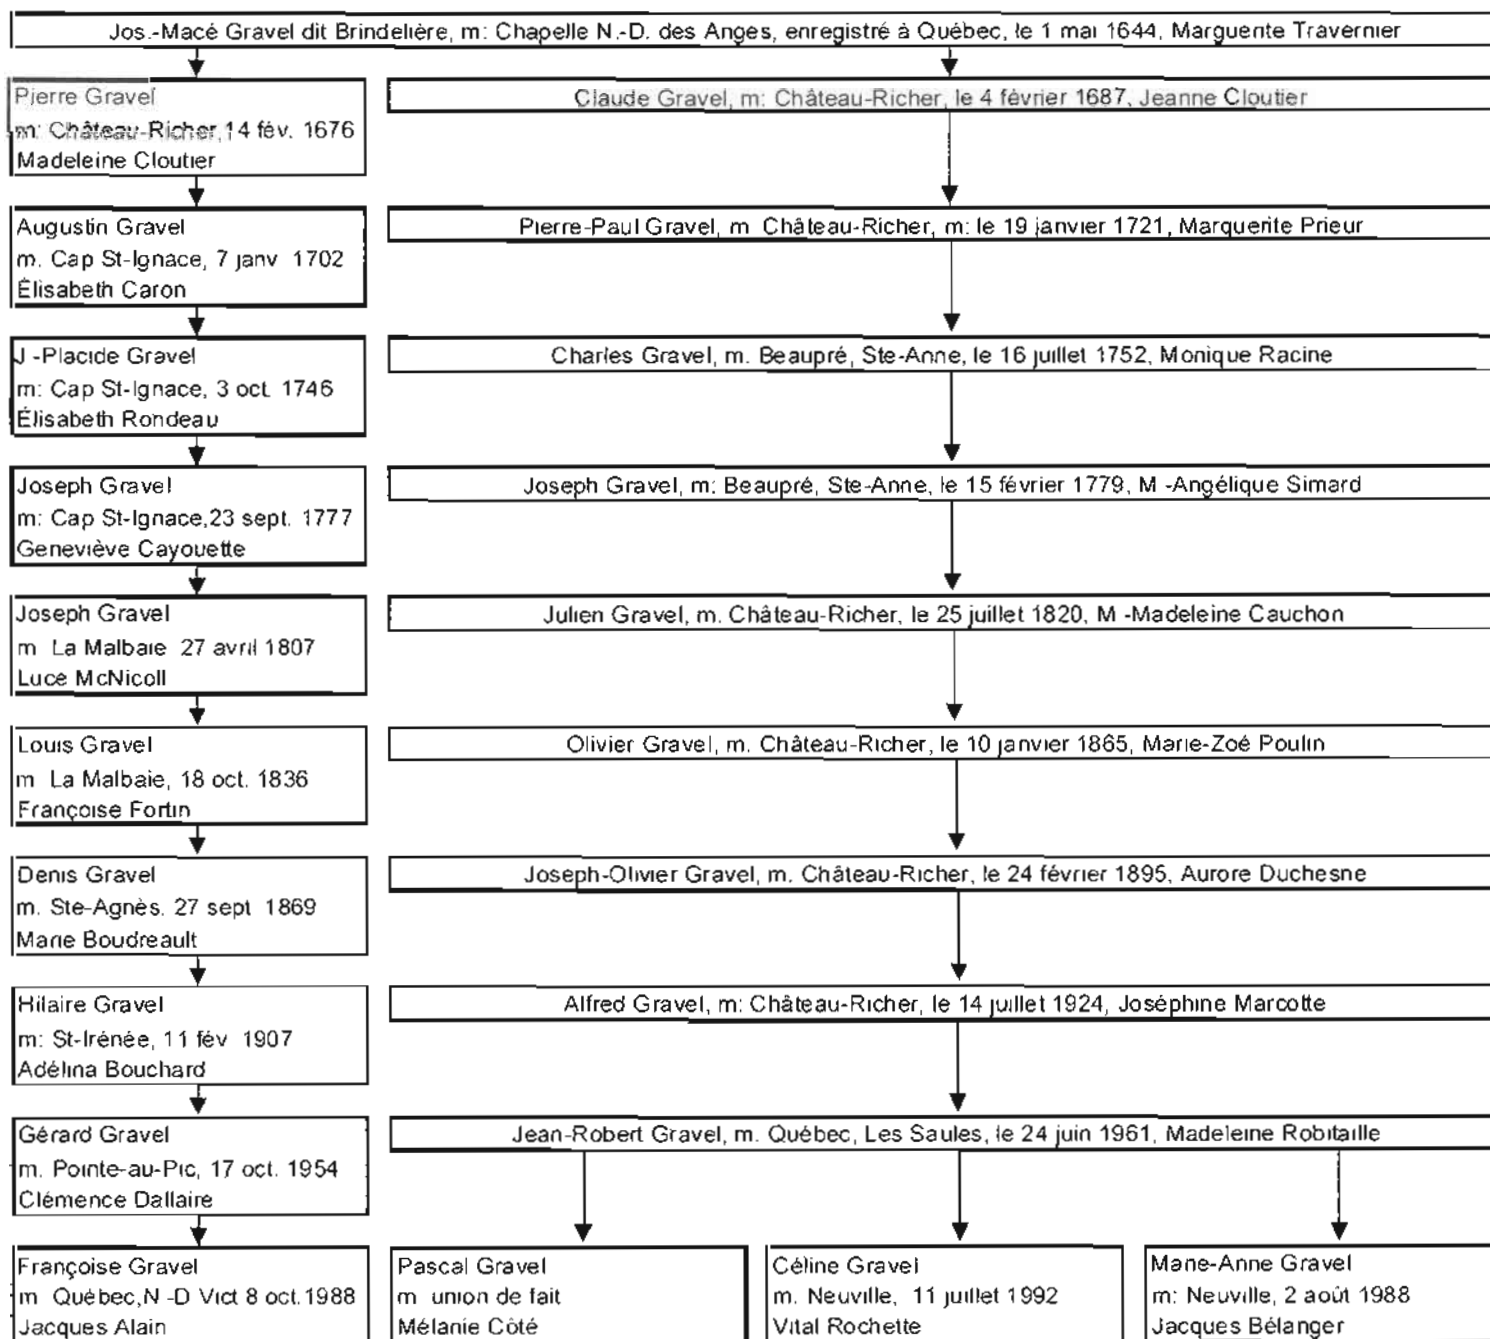 Jos.-Macé Gravel dit Brindelière, m: Chapelle N.-D. des Anges, enregistré à Québec, le 1 mai 1644, Marguerite Travernier
Pierre Gravel
m: Château-Richer, 14 fév. 1676
Madeleine Cloutier
Claude Gravel, m: Château-Richer, le 4 février 1687, Jeanne Cloutier
Augustin Gravel
m. Cap St-Ignace, 7 janv 1702
Élisabeth Caron
Pierre-Paul Gravel, m Château-Richer, m: le 19 janvier 1721, Marguerite Prieur
J -Placide Gravel
m: Cap St-Ignace, 3 oct. 1746
Élisabeth Rondeau
Charles Gravel, m. Beaupré, Ste-Anne, le 16 juillet 1752, Monique Racine
Joseph Gravel
m: Cap St-Ignace,23 sept. 1777
Geneviève Cayouette
Joseph Gravel, m: Beaupré, Ste-Anne, le 15 février 1779, M -Angélique Simard
Joseph Gravel
m La Malbaie 27 avril 1807
Luce McNicoll
Julien Gravel, m. Château-Richer, le 25 juillet 1820, M -Madeleine Cauchon
Louis Gravel
m La Malbaie, 18 oct. 1836
Françoise Fortin
Olivier Gravel, m. Château-Richer, le 10 janvier 1865, Marie-Zoé Poulin
Denis Gravel
m. Ste-Agnès. 27 sept 1869
Marie Boudreault
Joseph-Olivier Gravel, m. Château-Richer, le 24 février 1895, Aurore Duchesne
Hilaire Gravel
m: St-Irénée, 11 fév 1907
Adélina Bouchard
Alfred Gravel, m: Château-Richer, le 14 juillet 1924, Joséphine Marcotte
Gérard Gravel
m. Pointe-au-Pic, 17 oct. 1954
Clémence Dallaire
Jean-Robert Gravel, m. Québec, Les Saules, le 24 juin 1961, Madeleine Robitaille
Françoise Gravel
m Québec,N -D Vict 8 oct.1988
Jacques Alain
Pascal Gravel
m union de fait
Mélanie Côté
Céline Gravel
m. Neuville, 11 juillet 1992
Vital Rochette
Marie-Anne Gravel
m: Neuville, 2 août 1988
Jacques Bélanger